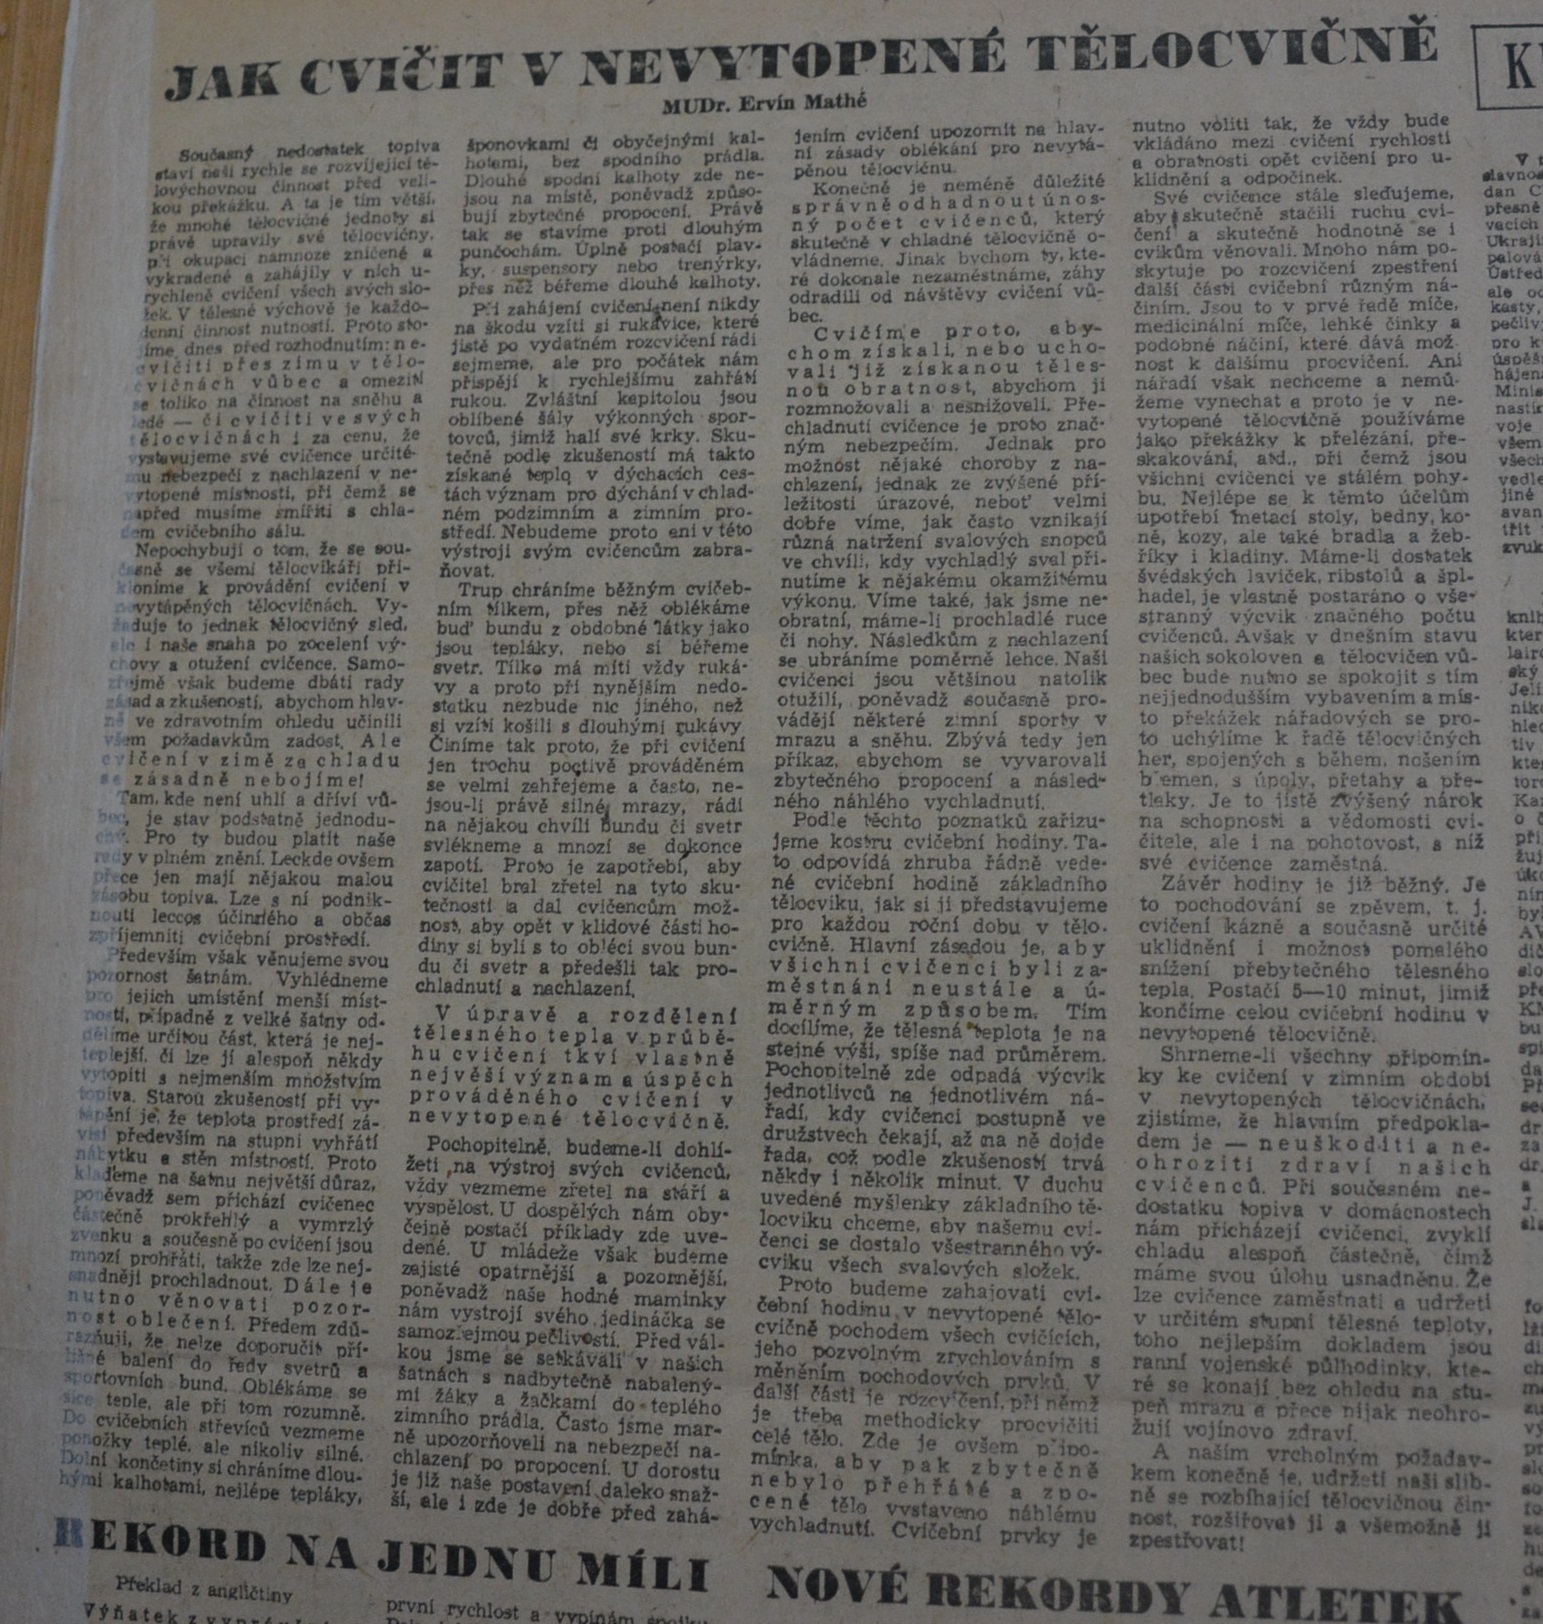 JAK CVIČIT V NEVYTOPENÉ TĚLOCVIČNĚ
MUDr. Ervín Mathé
Současný nedostatek topiva
staví naši rychle se rozvíjející tě-
lovýchovnou činnost před veli-
kou překážku. A ta je tím větší,
že mnohé tělocvičné jednoty si
právě upravily své tělocvičny,
při okupaci namnoze zničené a
vykradené a zahájily v nich u-
rychleně cvičení všech svých slo-
žek. V tělesné výchově je každo-
denní činnost nutností. Proto sto-
jíme dnes před rozhodnutím: ne-
cvičiti přes zimu v tělo-
cvičnách vůbec a omeziti
se toliko na činnost na sněhu a
ledě — či cvičiti ve svých
tělocvičnách i za cenu, že
vystavujeme své cvičence určité-
mu nebezpečí z nachlazení v ne-
vytopené místnosti, při čemž se
napřed musíme smířiti s chla-
dem cvičebního sálu.
Nepochybuji o tom, že se sou-
časně se všemi tělocvikáři při-
kloníme k provádění cvičení v
nevytápěných tělocvičnách. Vy-
žaduje to jednak tělocvičný sled,
ale i naše snaha po zocelení vý-
chovy a otužení cvičence. Samo-
zřejmě však budeme dbáti rady
zásad a zkušeností, abychom hlav-
ně ve zdravotním ohledu učinili
všem požadavkům zadost. Ale
cvičení v zimě za chladu
se zásadně nebojíme!
Tam, kde není uhlí a dříví vů-
bec, je stav podstatně jednodu-
chý. Pro ty budou platit naše
rady v plném znění. Leckde ovšem
přece jen mají nějakou malou
zásobu topiva. Lze s ní podnik-
nouti leccos účinného a občas
zpříjemniti cvičební prostředí.
Především však věnujeme svou
pozornost šatnám. Vyhlédneme
pro jejich umístění menší míst-
nosti, případně z velké šatny od-
dělíme určitou část, která je nej-
teplejší, či lze jí alespoň někdy
vytopiti s nejmenším množstvím
topiva. Starou zkušeností při vy-
tápění je, že teplota prostředí zá-
visí především na stupni vyhřátí
nábytku a stěn místností. Proto
klademe na šatnu největší důraz,
poněvadž sem přichází cvičenec
částečně prokřehlý a vymrzlý
zvenku a současně po cvičení jsou
mnozí prohřáti, takže zde lze nej-
snadněji prochladnout. Dále je
nutno věnovati pozor-
nost oblečení. Předem zdů-
razňuji, že nelze doporučit pří-
lišné balení do řady svetrů a
sportovních bund. Oblékáme se
sice teple, ale při tom rozumně.
Do cvičebních střevíců vezmeme
ponožky teplé, ale nikoliv silné.
Dolní končetiny si chráníme dlou-
hými kalhotami, nejlépe tepláky,
šponovkami či obyčejnými kal-
hotami, bez spodního prádla.
Dlouhé spodní kalhoty zde ne-
jsou na místě, poněvadž způso-
bují zbytečné propocení. Právě
tak se stavíme proti dlouhým
punčochám. Úplně postačí plav-
ky, suspensory nebo trenýrky,
přes něž béřeme dlouhé kalhoty.
Při zahájení cvičení není nikdy
na škodu vzíti si rukavice, které
jistě po vydatném rozcvičení rádi
sejmeme, ale pro počátek nám
přispějí k rychlejšímu zahřátí
rukou. Zvláštní kapitolou jsou
oblíbené šály výkonných spor-
tovců, jimiž halí své krky. Sku-
tečně podle zkušeností má takto
získané teplo v dýchacích ces-
tách význam pro dýchání v chlad-
ném podzimním a zimním pro-
středí. Nebudeme proto ani v této
výstroji svým cvičencům zabra-
ňovat.
Trup chráníme běžným cvičeb-
ním tílkem, přes něž oblékáme
buď bundu z obdobné látky jako
jsou tepláky, nebo si béřeme
svetr. Tílko má míti vždy ruká-
vy a proto při nynějším nedo-
statku nezbude nic jiného, než
si vzíti košili s dlouhými rukávy.
Činíme tak proto, že při cvičení
jen trochu poctivě prováděném
se velmi zahřejeme a často, ne-
jsou-li právě silné mrazy, rádi
na nějakou chvíli bundu či svetr
svlékneme a mnozí se dokonce
zapotí. Proto je zapotřebí, aby
cvičitel bral zřetel na tyto sku-
tečnosti a dal cvičencům mož-
nost, aby opět v klidové části ho-
diny si byli s to obléci svou bun-
du či svetr a předešli tak pro-
chladnutí a nachlazení.
V úpravě a rozdělení
tělesného tepla v průbě-
hu cvičení tkví vlastně
největší význam a úspěch
prováděného cvičení v
nevytopené tělocvičně.
Pochopitelně, budeme-li dohlí-
žeti na výstroj svých cvičenců,
vždy vezmeme zřetel na stáří a
vyspělost. U dospělých nám oby-
čejně postačí příklady zde uve-
dené. U mládeže však budeme
zajisté opatrnější a pozornější,
poněvadž naše hodné maminky
nám vystrojí svého jedináčka se
samozřejmou pečlivostí. Před vál-
kou jsme se setkávali v našich
šatnách s nadbytečně nabalený-
mi žáky a žačkami do teplého
zimního prádla. Často jsme mar-
ně upozorňovali na nebezpečí na-
chlazení po propocení. U dorostu
je již naše postavení daleko snaž-
ší, ale i zde je dobře před zahá-
jením cvičení upozornit na hlav-
ní zásady oblékání pro nevytá-
pěnou tělocvičnu.
Konečně je neméně důležité
správně odhadnout únos-
ný počet cvičenců, který
skutečně v chladné tělocvičně o-
vládneme. Jinak bychom ty, kte-
ré dokonale nezaměstnáme, záhy
odradili od návštěvy cvičení vů-
bec.
Cvičíme proto, aby-
chom získali, nebo ucho-
vali již získanou těles-
nou obratnost, abychom ji
rozmnožovali a nesnižovali. Pře-
chladnutí cvičence je proto znač-
ným nebezpečím. Jednak pro
možnost nějaké choroby z na-
chlazení, jednak ze zvýšené pří-
ležitosti úrazové, neboť velmi
dobře víme, jak často vznikají
různá natržení svalových snopců
ve chvíli, kdy vychladlý sval při-
nutíme k nějakému okamžitému
výkonu. Víme také, jak jsme ne-
obratní, máme-li prochladlé ruce
či nohy. Následkům z nachlazení
se ubráníme poměrně lehce. Naši
cvičenci jsou většinou natolik
otužilí, poněvadž současně pro-
vádějí některé zimní sporty v
mrazu a sněhu. Zbývá tedy jen
příkaz, abychom se vyvarovali
zbytečného propocení a násled-
ného náhlého vychladnutí.
Podle těchto poznatků zařizu-
jeme kostru cvičební hodiny. Ta-
to odpovídá zhruba řádně vede-
né cvičební hodině základního
tělocviku, jak si ji představujeme
pro každou roční dobu v tělo-
cvičně. Hlavní zásadou je, aby
všichni cvičenci byli za-
městnáni neustále a ú-
měrným způsobem. Tím
docílíme, že tělesná teplota je na
stejné výši, spíše nad průměrem.
Pochopitelně zde odpadá výcvik
jednotlivců na jednotlivém ná-
řadí, kdy cvičenci postupně ve
družstvech čekají, až na ně dojde
řada, což podle zkušeností trvá
někdy i několik minut. V duchu
uvedené myšlenky základního tě-
locviku chceme, aby našemu cvi-
čenci se dostalo všestranného vý-
cviku všech svalových složek.
Proto budeme zahajovati cvi-
čební hodinu v nevytopené tělo-
cvičně pochodem všech cvičících,
jeho pozvolným zrychlováním s
měněním pochodových prvků. V
další části je rozcvičení, při němž
je třeba methodicky procvičiti
celé tělo. Zde je ovšem připo-
mínka, aby pak zbytečně
nebylo přehřáté a zpo-
cené tělo vystaveno náhlému
vychladnutí. Cvičební prvky je
nutno voliti tak, že vždy bude
vkládáno mezi cvičení rychlosti
a obratnosti opět cvičení pro u-
klidnění a odpočinek.
Své cvičence stále sledujeme,
aby skutečně stačili ruchu cvi-
čení a skutečně hodnotně se i
cvikům věnovali. Mnoho nám po-
skytuje po rozcvičení zpestření
další části cvičební různým ná-
činím. Jsou to v prvé řadě míče,
medicinální míče, lehké činky a
podobné náčiní, které dává mož-
nost k dalšímu procvičení. Ani
nářadí však nechceme a nemů-
žeme vynechat a proto je v ne-
vytopené tělocvičně používáme
jako překážky k přelézání, pře-
skakování, atd., při čemž jsou
všichni cvičenci ve stálém pohy-
bu. Nejlépe se k těmto účelům
upotřebí metací stoly, bedny, ko-
ně, kozy, ale také bradla a žeb-
říky i kladiny. Máme-li dostatek
švédských laviček, ribstolů a špl-
hadel, je vlastně postaráno o vše-
stranný výcvik značného počtu
cvičenců. Avšak v dnešním stavu
našich sokoloven a tělocvičen vů-
bec bude nutno se spokojit s tím
nejjednodušším vybavením a mís-
to překážek nářadových se pro-
to uchýlíme k řadě tělocvičných
her, spojených s během, nošením
břemen, s úpoly, přetahy a pře-
tlaky. Je to jistě zvýšený nárok
na schopnosti a vědomosti cvi-
čitele, ale i na pohotovost, s níž
své cvičence zaměstná.
Závěr hodiny je již běžný. Je
to pochodování se zpěvem, t. j.
cvičení kázně a současně určité
uklidnění i možnost pomalého
snížení přebytečného tělesného
tepla. Postačí 5—10 minut, jimiž
končíme celou cvičební hodinu v
nevytopené tělocvičně.
Shrneme-li všechny připomín-
ky ke cvičení v zimním období
v nevytopených tělocvičnách,
zjistíme, že hlavním předpokla-
dem je — neuškoditi a ne-
ohroziti zdraví našich
cvičenců. Při současném ne-
dostatku topiva v domácnostech
nám přicházejí cvičenci, zvyklí
chladu alespoň částečně, čímž
máme svou úlohu usnadněnu. Že
lze cvičence zaměstnati a udržeti
v určitém stupni tělesné teploty,
toho nejlepším dokladem jsou
ranní vojenské půlhodinky, kte-
ré se konají bez ohledu na stu-
peň mrazu a přece nijak neohro-
žují vojínovo zdraví.
A naším vrcholným požadav-
kem konečně je, udržeti naši slib-
ně se rozbíhající tělocvičnou čin-
nost, rozšiřovat ji a všemožně ji
zpestřovat!
REKORD NA JEDNU MÍLI
Překlad z angličtiny
první rychlost a vypínám
NOVÉ REKORDY ATLETEK